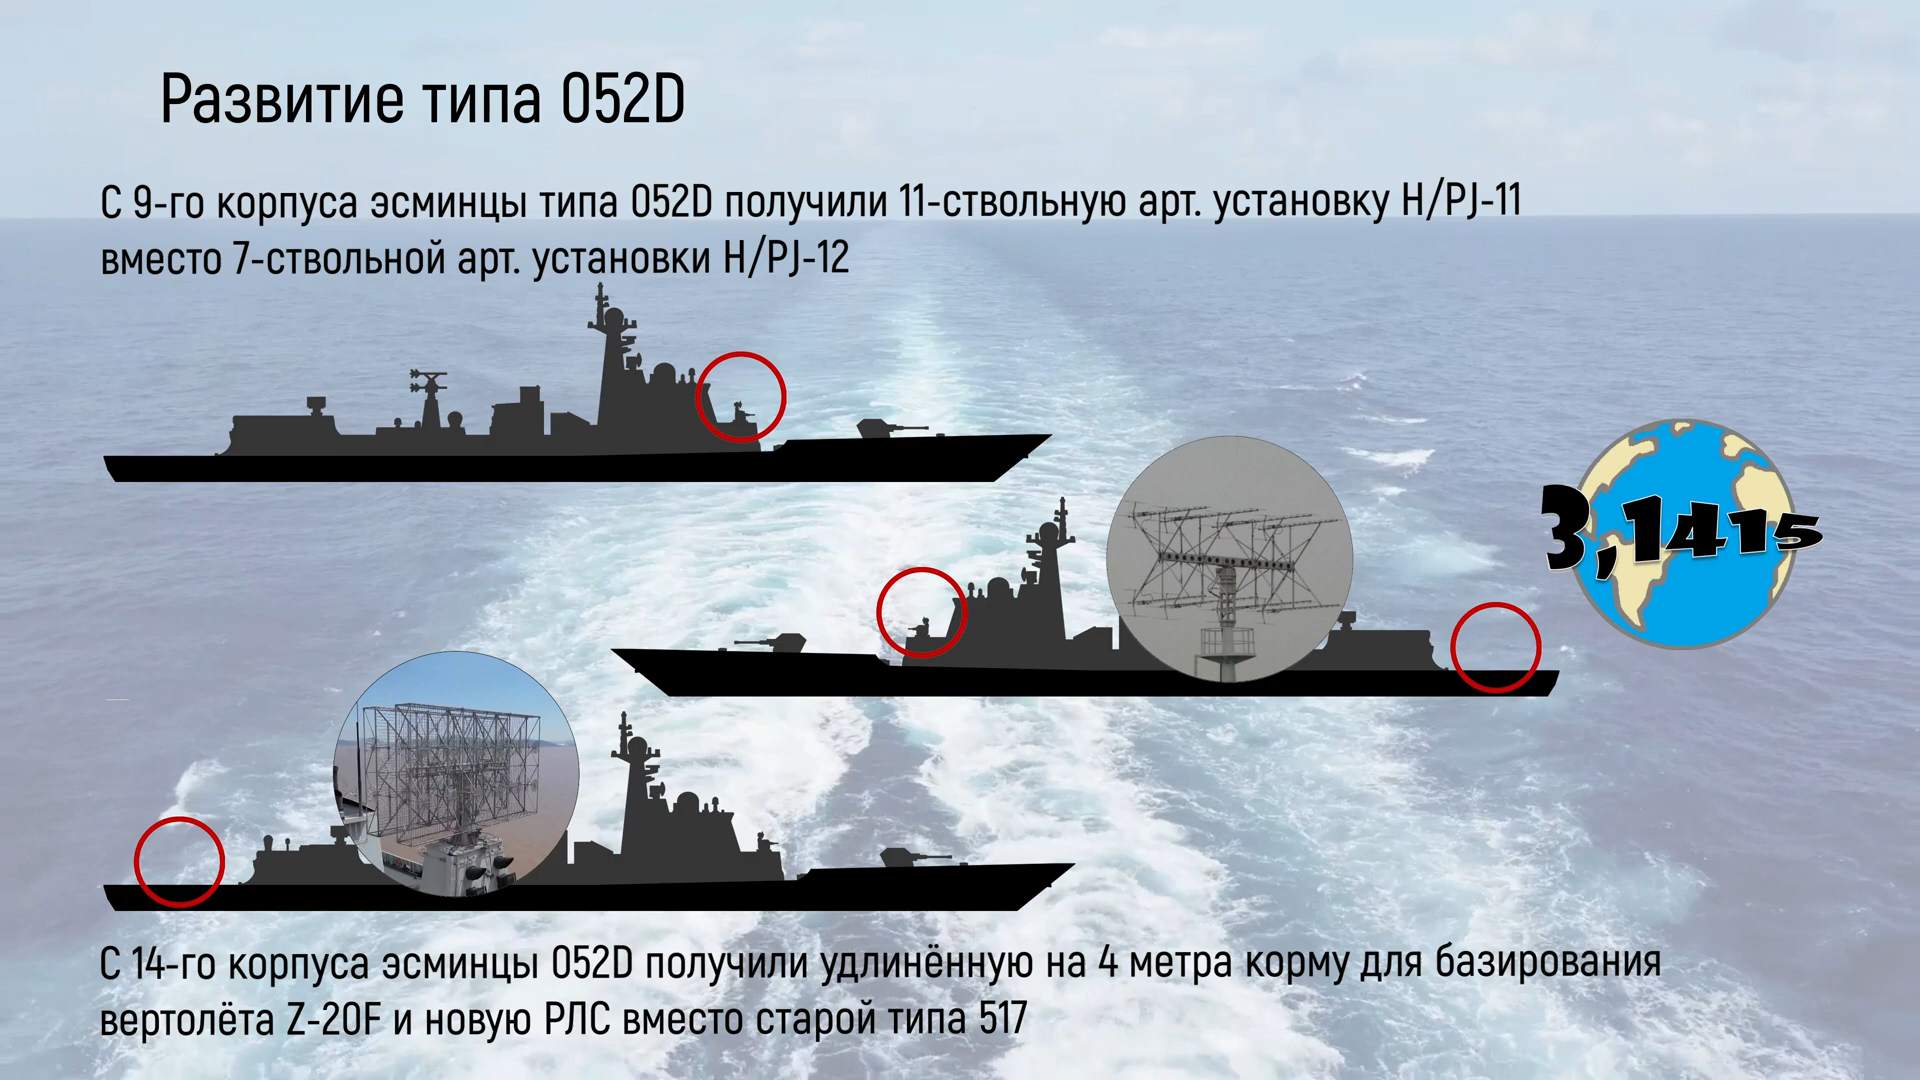 Развитие типа 052D
С 9-го корпуса эсминцы типа 052D получили 11-ствольную арт. установку H/PJ-11
вместо 7-ствольной арт. установки H/PJ-12
3,1415
С 14-го корпуса эсминцы 052D получили удлинённую на 4 метра корму для базирования
вертолёта Z-20F и новую РЛС вместо старой типа 517